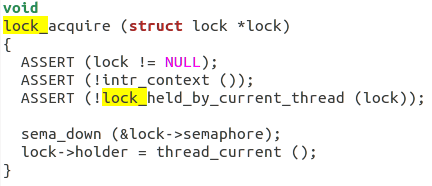 void
lock_acquire (struct lock *lock)
{
  ASSERT (lock != NULL);
  ASSERT (!intr_context ());
  ASSERT (!lock_held_by_current_thread (lock));

  sema_down (&lock->semaphore);
  lock->holder = thread_current ();
}